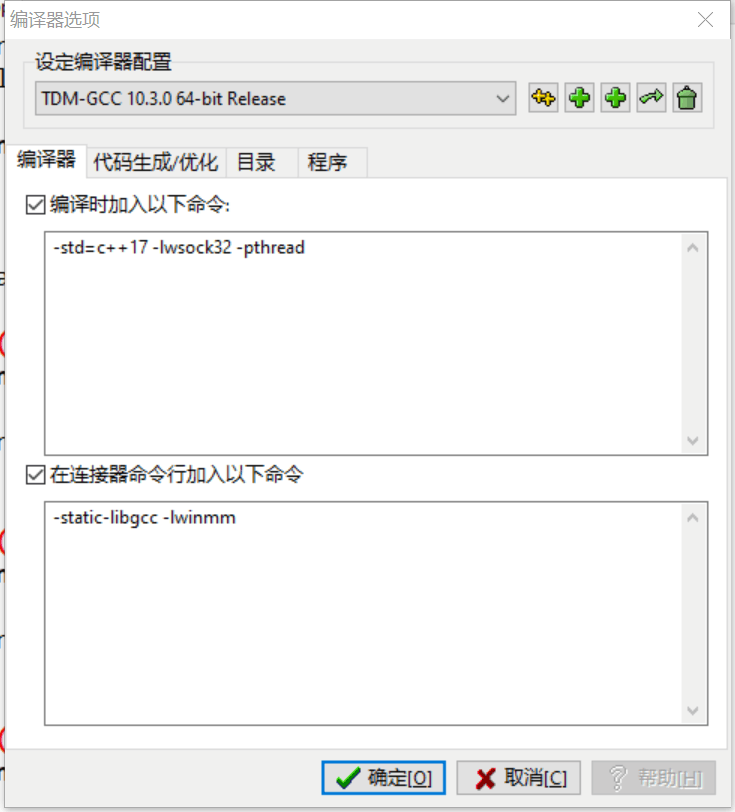 编译器选项
设定编译器配置
TDM-GCC 10.3.0 64-bit Release
编译器 代码生成/优化 目录 程序
编译时加入以下命令:
-std=c++17 -lwsock32 -pthread
在连接器命令行加入以下命令
-static-libgcc -lwinmm
确定[O] 取消[C] 帮助[H]